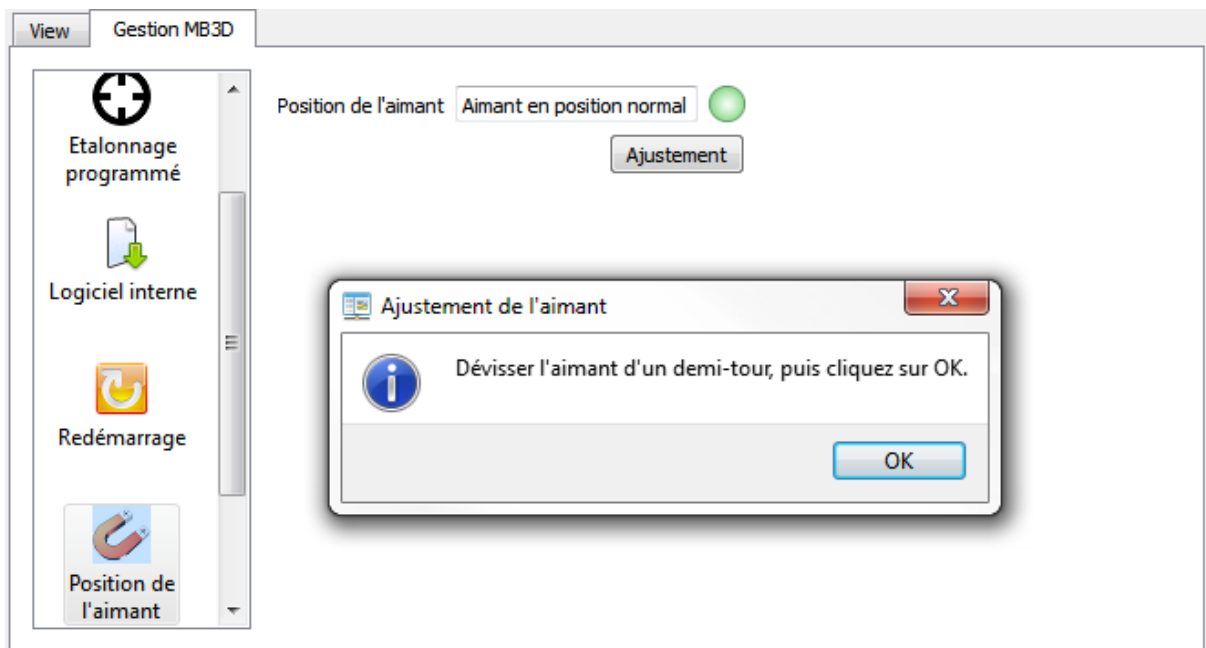 View
Gestion MB3D
Etalonnage
programmé
Logiciel interne
Redémarrage
Position de
l'aimant
Position de l'aimant
Aimant en position normal
Ajustement
Ajustement de l'aimant
Dévisser l'aimant d'un demi-tour, puis cliquez sur OK.
OK